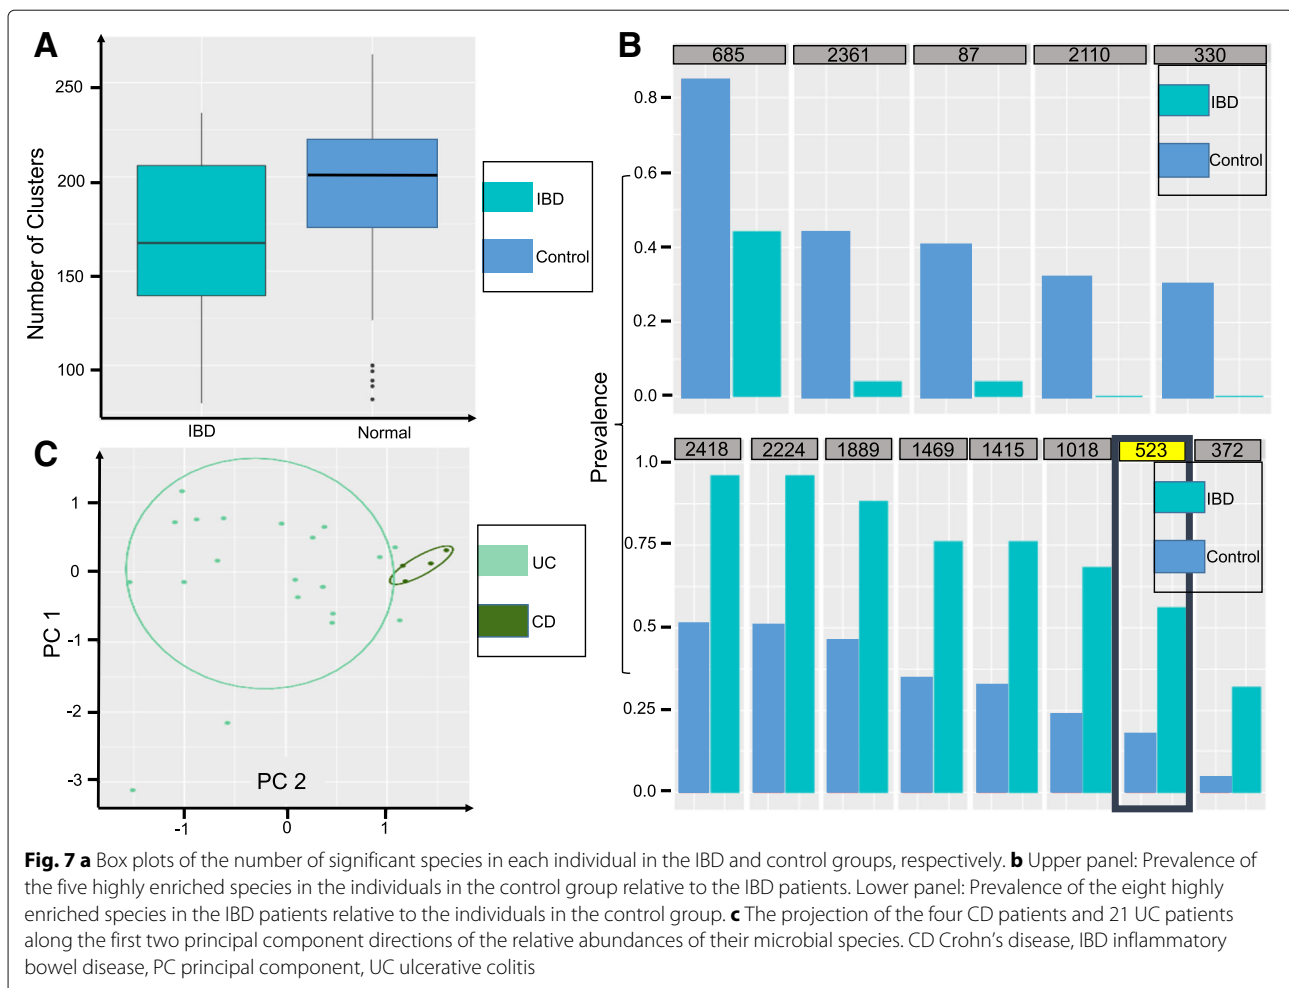 A
250
200
150
100
Number of Clusters
IBD
Normal
IBD
Control
B
685 2361 87 2110 330
0.8
0.6
0.4
0.2
0.0
IBD
Control
Prevalence
2418 2224 1889 1469 1415 1018 523 372
1.0
0.75
0.5
0.25
0.0
IBD
Control
C
1
0
-1
-2
-3
PC 1
PC 2
-1 0 1
UC
CD
Fig. 7 a Box plots of the number of significant species in each individual in the IBD and control groups, respectively. b Upper panel: Prevalence of
the five highly enriched species in the individuals in the control group relative to the IBD patients. Lower panel: Prevalence of the eight highly
enriched species in the IBD patients relative to the individuals in the control group. c The projection of the four CD patients and 21 UC patients
along the first two principal component directions of the relative abundances of their microbial species. CD Crohn's disease, IBD inflammatory
bowel disease, PC principal component, UC ulcerative colitis